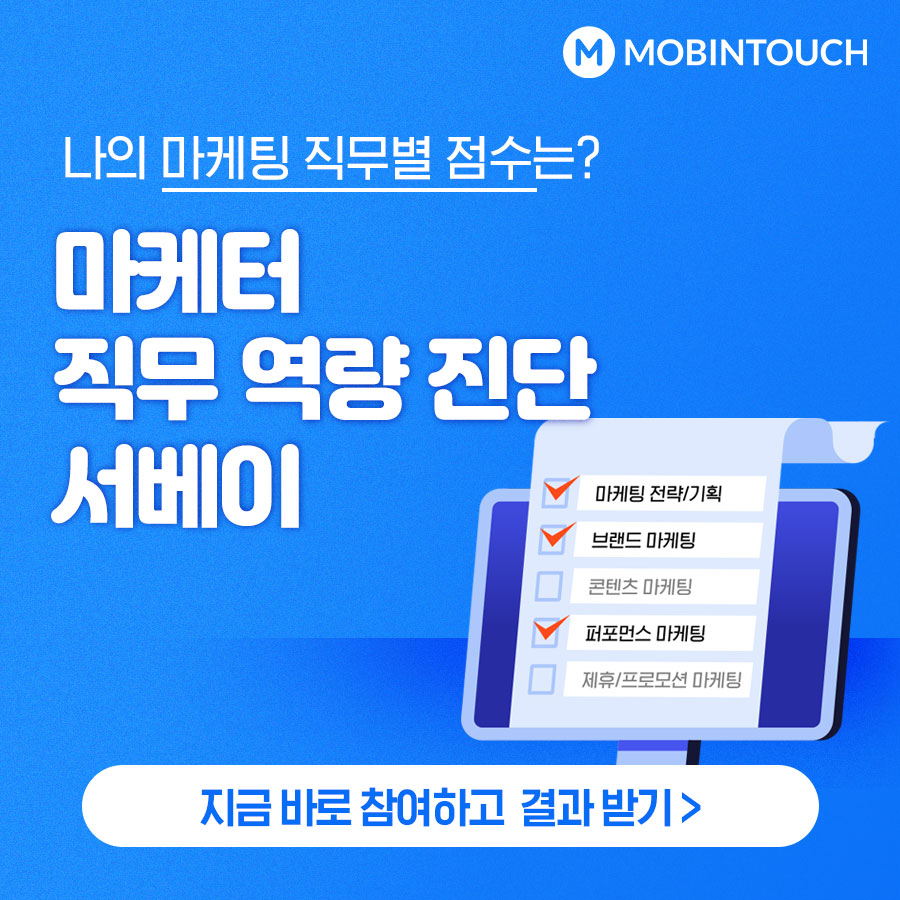 MOBINTOUCH
나의 마케팅 직무별 점수는?
마케터
직무 역량 진단
서베이
마케팅 전략/기획
브랜드 마케팅
콘텐츠 마케팅
퍼포먼스 마케팅
제휴/프로모션 마케팅
지금 바로 참여하고 결과 받기 >